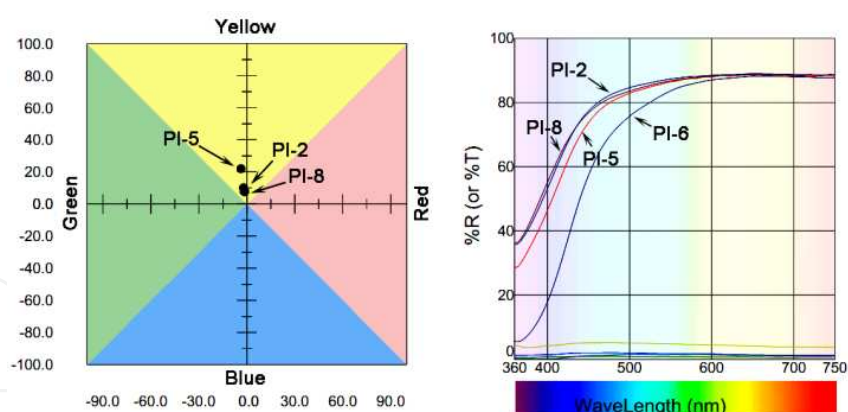 Yellow
100.0
80.0
60.0
40.0
20.0
0.0
-20.0
-40.0
-60.0
-80.0
-100.0
Green
Red
PI-5
PI-2
PI-8
Blue
-90.0 -60.0 -30.0 0.0 30.0 60.0 90.0
%R (or %T)
100
80
60
40
20
0
PI-2
PI-8
PI-6
PI-5
360 400 500 600 700 750
WaveLength (nm)